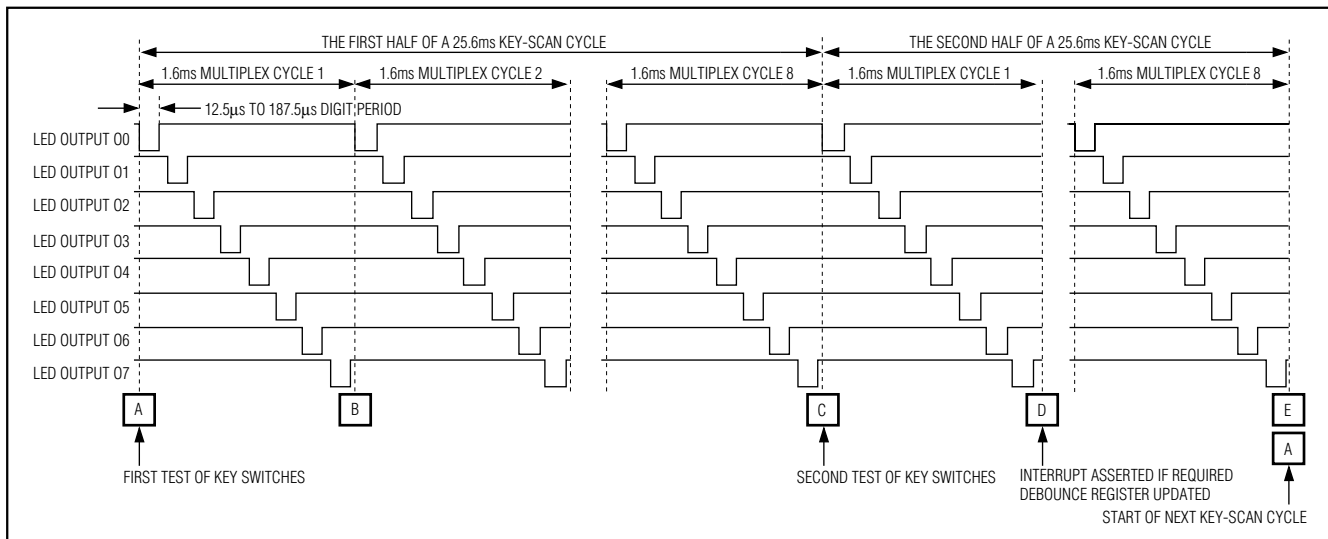 THE FIRST HALF OF A 25.6ms KEY-SCAN CYCLE
THE SECOND HALF OF A 25.6ms KEY-SCAN CYCLE
1.6ms MULTIPLEX CYCLE 1
1.6ms MULTIPLEX CYCLE 2
1.6ms MULTIPLEX CYCLE 8
1.6ms MULTIPLEX CYCLE 1
1.6ms MULTIPLEX CYCLE 8
12.5μs TO 187.5μs DIGIT PERIOD
LED OUTPUT O0
LED OUTPUT O1
LED OUTPUT O2
LED OUTPUT O3
LED OUTPUT O4
LED OUTPUT O5
LED OUTPUT O6
LED OUTPUT O7
A
B
C
D
E
A
FIRST TEST OF KEY SWITCHES
SECOND TEST OF KEY SWITCHES
INTERRUPT ASSERTED IF REQUIRED
DEBOUNCE REGISTER UPDATED
START OF NEXT KEY-SCAN CYCLE